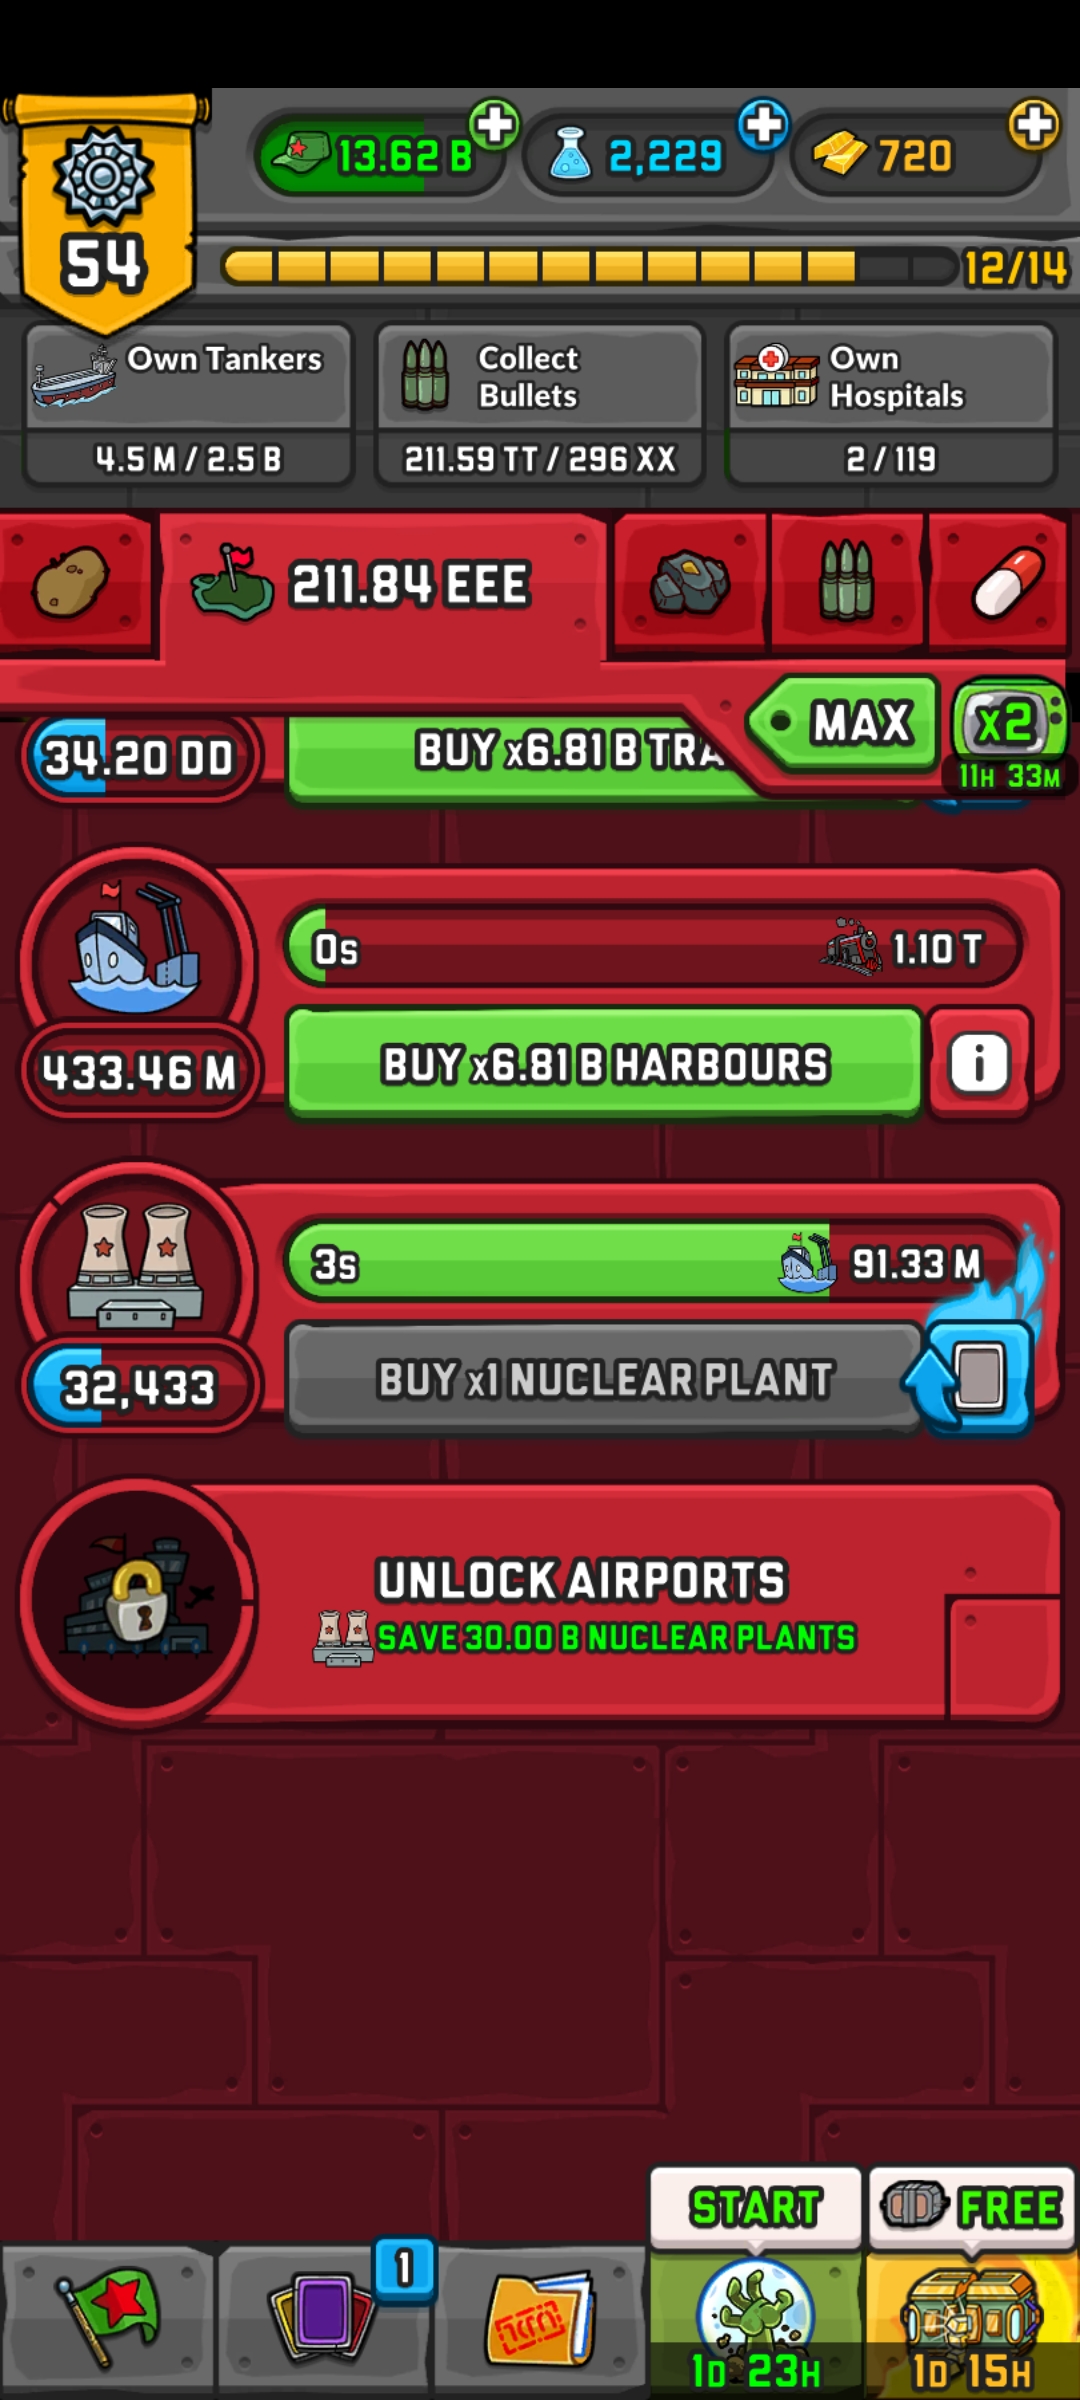 13.62 B
2,229
720
54
12/14
Own Tankers
4.5 M / 2.5 B
Collect
Bullets
211.59 TT / 296 XX
Own
Hospitals
2 / 119
211.84 EEE
MAX
x2
11H 33M
34.20 DD
BUY x6.81 B TRA
0s
1.10 T
433.46 M
BUY x6.81 B HARBOURS
i
3s
91.33 M
32,433
BUY x1 NUCLEAR PLANT
UNLOCK AIRPORTS
SAVE 30.00 B NUCLEAR PLANTS
START
FREE
1
1D 23H
1D 15H